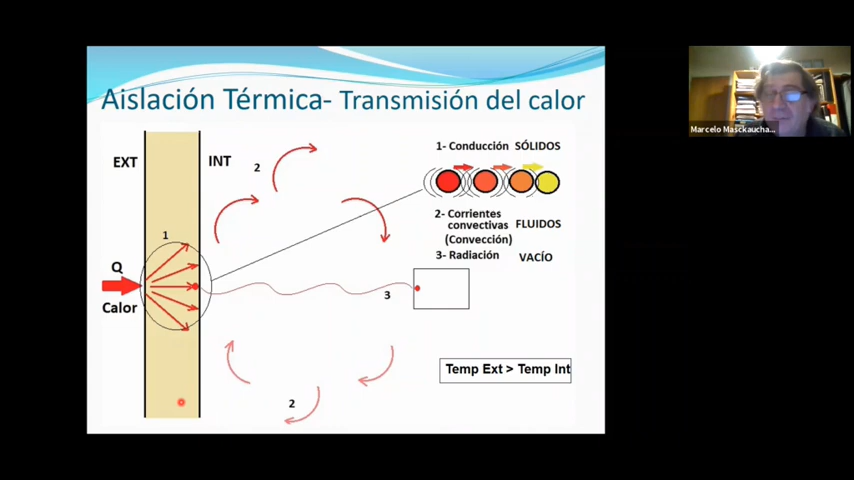 Aislación Térmica- Transmisión del calor
EXT
INT
2
1- Conducción SÓLIDOS
1
2- Corrientes
convectivas FLUIDOS
(Convección)
3- Radiación VACÍO
Q
Calor
3
Temp Ext > Temp Int
2
Marcelo Masckaucha...